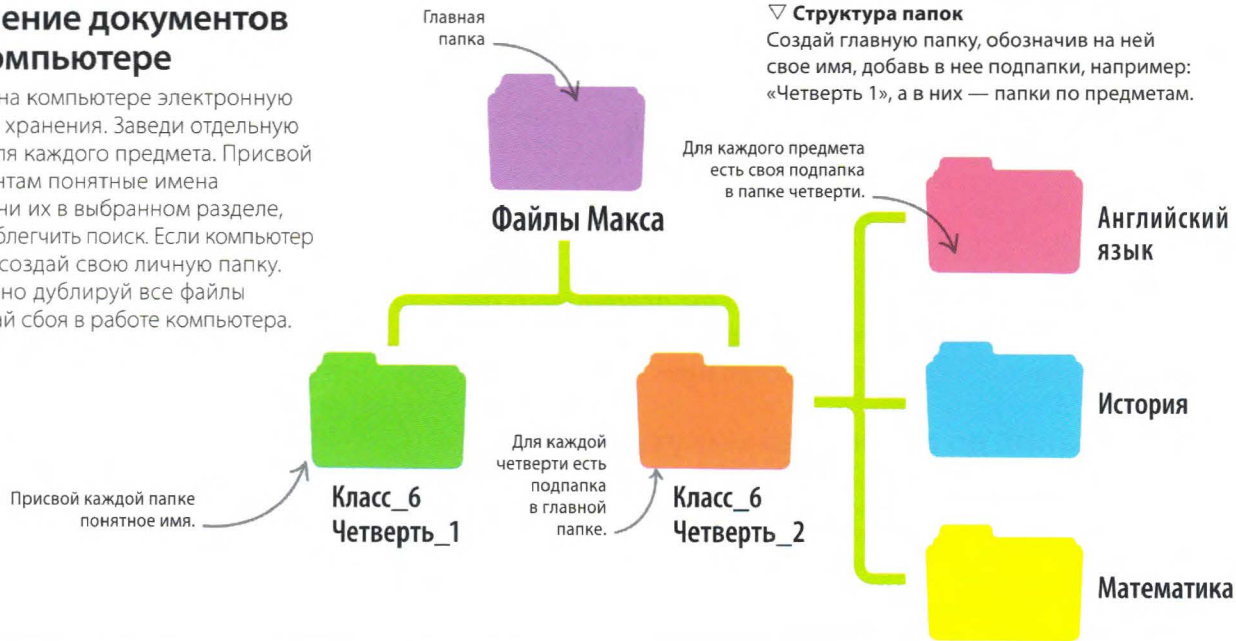 ение документов
омпьютере
на компьютере электронную
хранения. Заведи отдельную
ля каждого предмета. Присвой
нтам понятные имена
ни их в выбранном разделе,
блегчить поиск. Если компьютер
создай свою личную папку.
но дублируй все файлы
ай сбоя в работе компьютера.
Главная
папка
Файлы Макса
▽ Структура папок
Создай главную папку, обозначив на ней
свое имя, добавь в нее подпапки, например:
«Четверть 1», а в них — папки по предметам.
Для каждого предмета
есть своя подпапка
в папке четверти.
Английский
язык
История
Математика
Присвой каждой папке
понятное имя.
Класс_6
Четверть_1
Для каждой
четверти есть
подпапка
в главной
папке.
Класс_6
Четверть_2